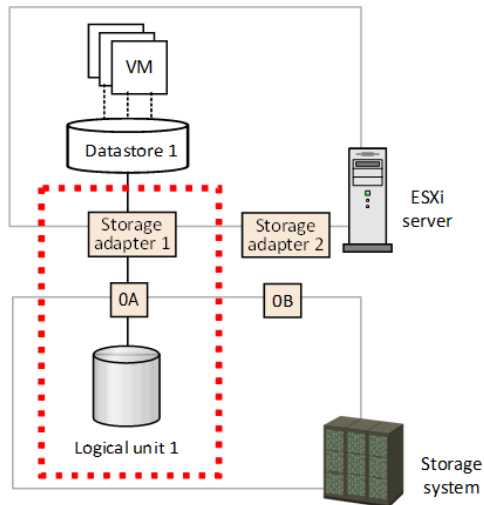 VM
Datastore 1
ESXi
server
Storage
adapter 1
Storage
adapter 2
0A
0B
Logical unit 1
Storage
system